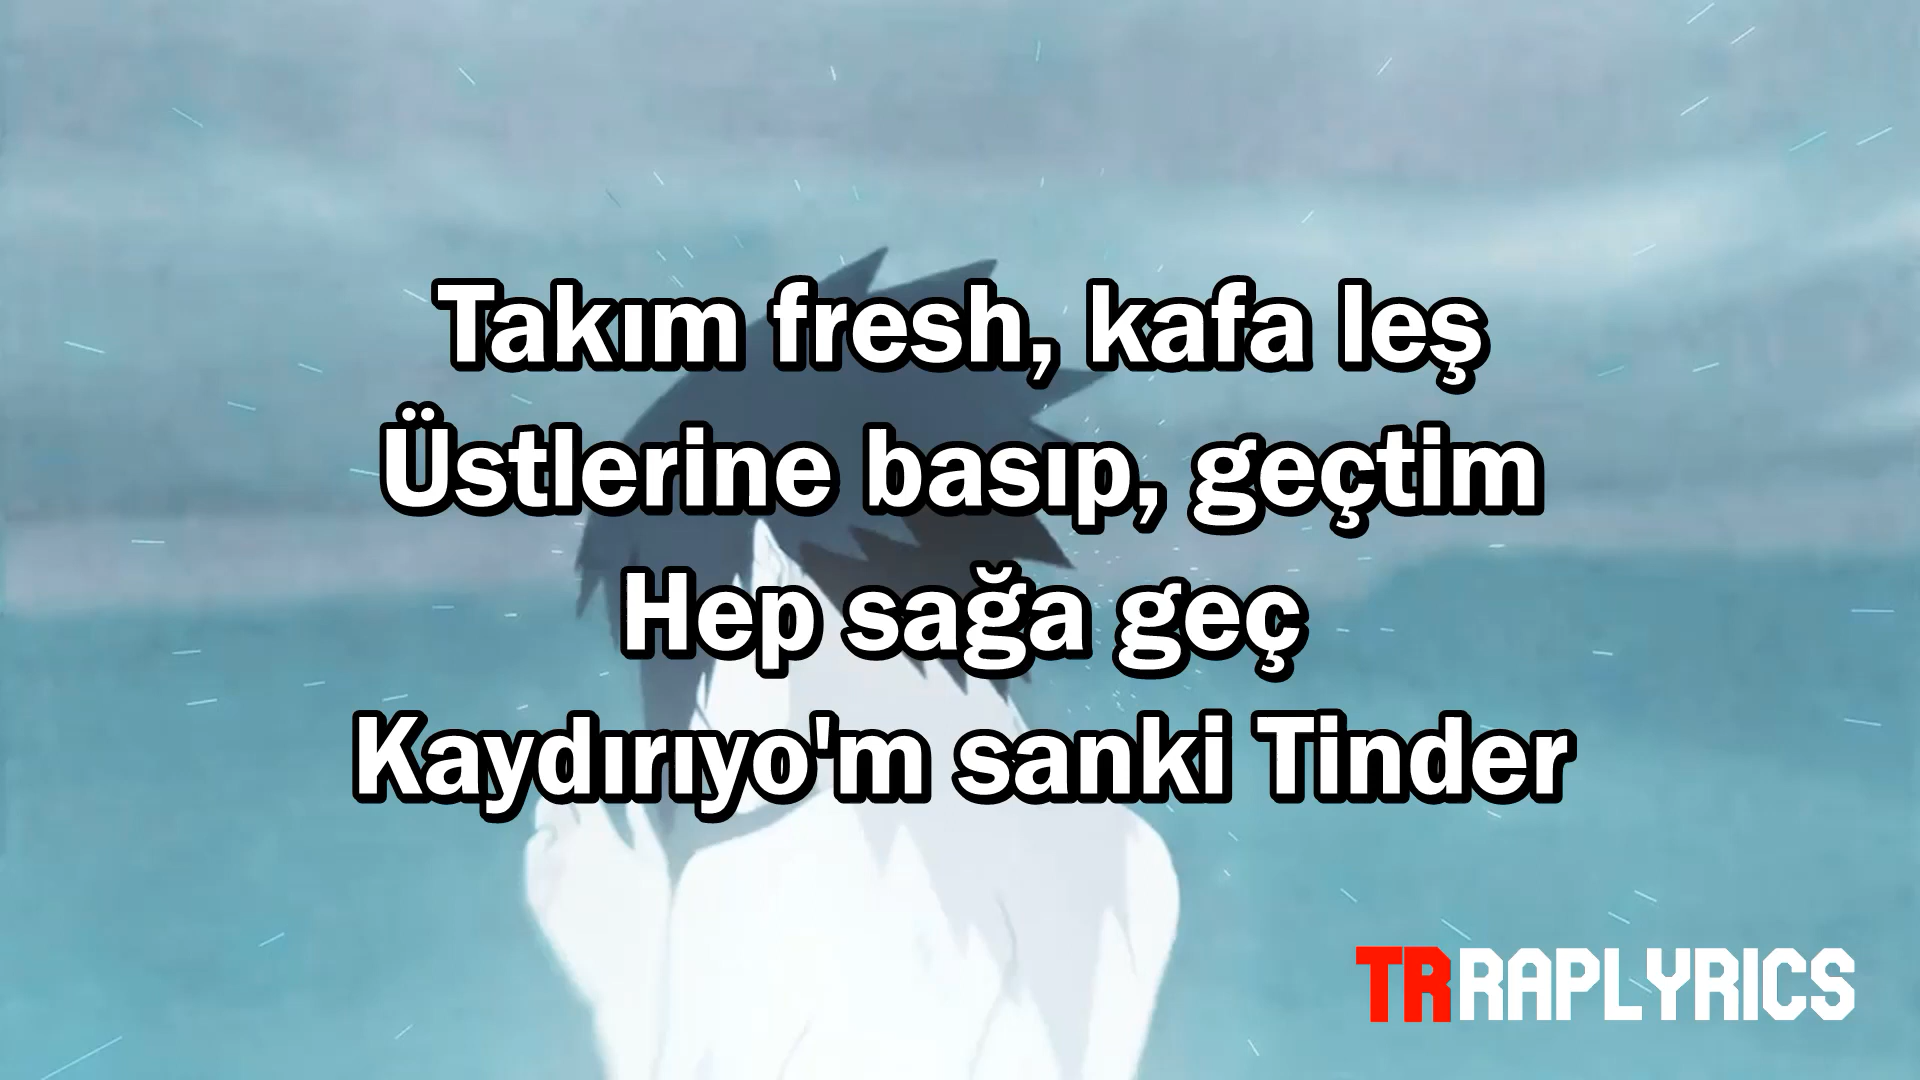 Takım fresh, kafa leş
Üstlerine basıp, geçtim
Hep sağa geç
Kaydırıyo'm sanki Tinder
TRRAPLYRICS